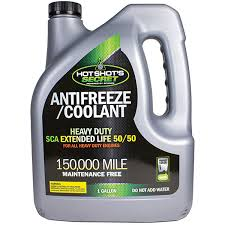 HOT SHOT'S
SECRET
ANTIFREEZE
/COOLANT
HEAVY DUTY
SCA EXTENDED LIFE 50/50
FOR ALL HEAVY DUTY ENGINES
150,000 MILE
MAINTENANCE FREE
1 GALLON
DO NOT ADD WATER